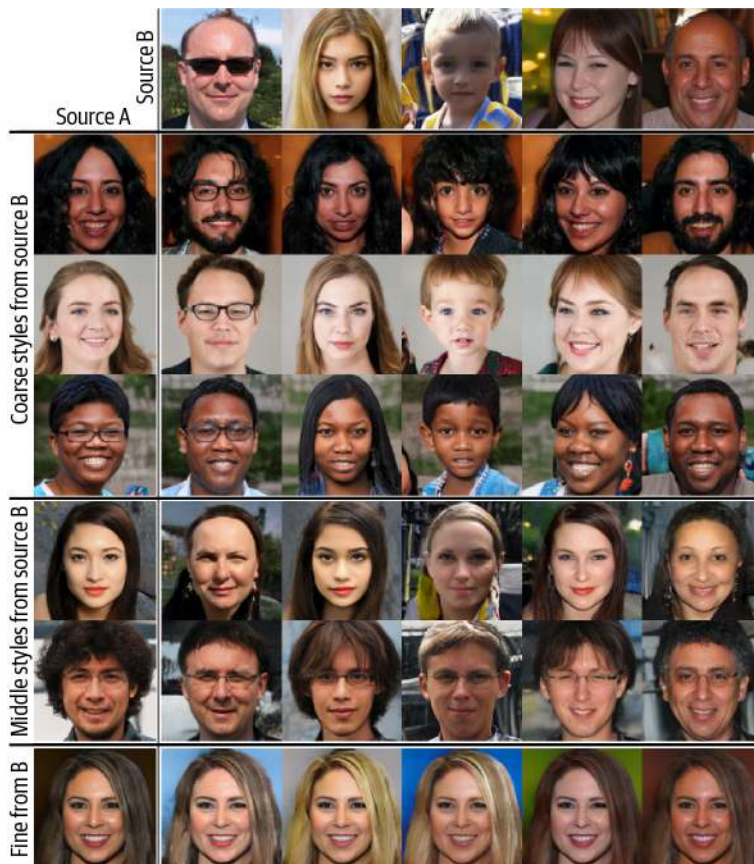 Source B
Source A
Coarse styles from source B
Middle styles from source B
Fine from B